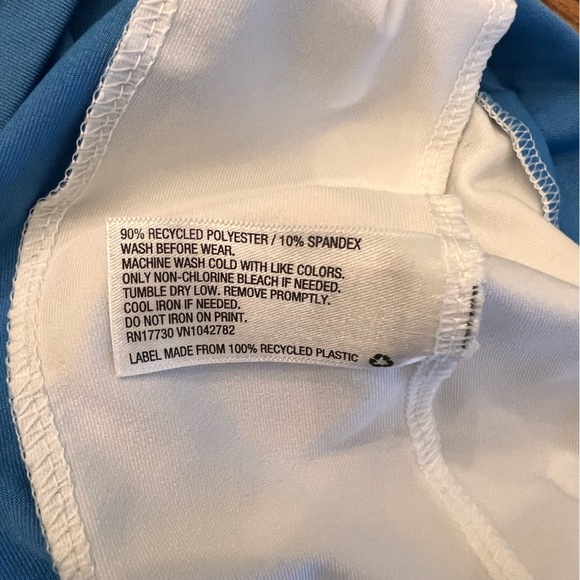 90% RECYCLED POLYESTER / 10% SPANDEX
WASH BEFORE WEAR.
MACHINE WASH COLD WITH LIKE COLORS.
ONLY NON-CHLORINE BLEACH IF NEEDED.
TUMBLE DRY LOW. REMOVE PROMPTLY.
COOL IRON IF NEEDED.
DO NOT IRON ON PRINT.
RN17730 VN1042782
LABEL MADE FROM 100% RECYCLED PLASTIC